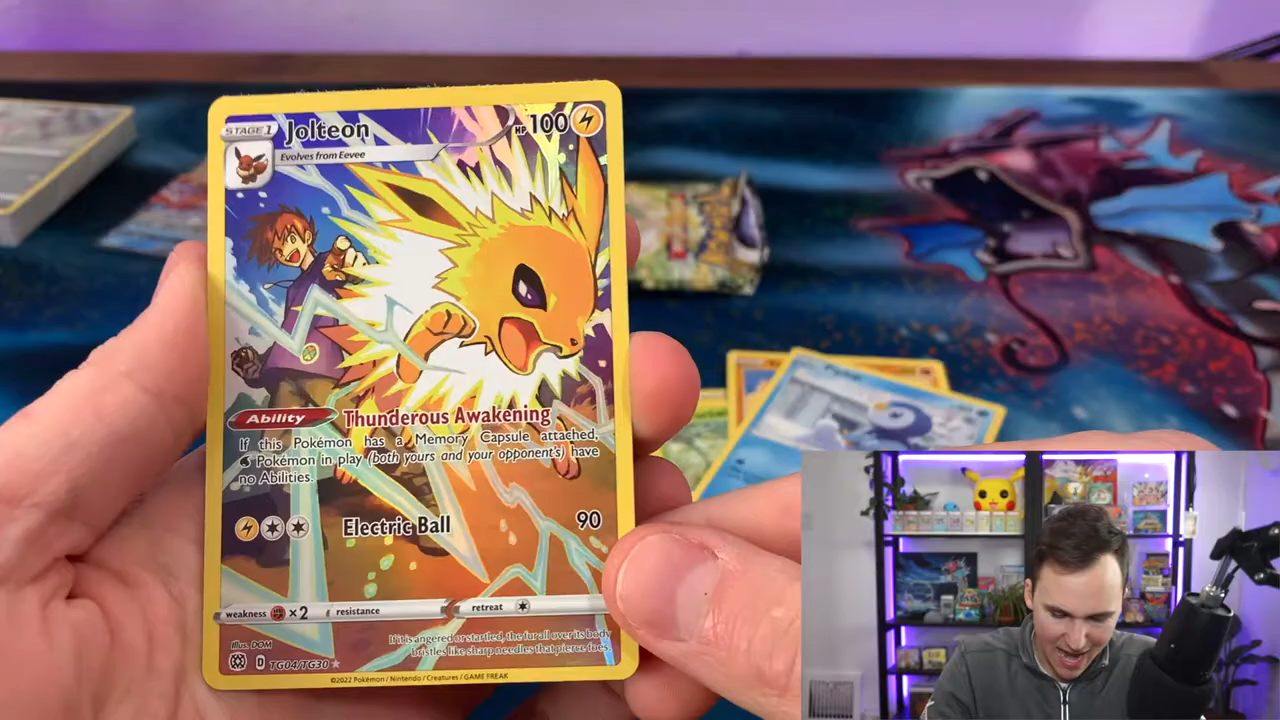 STAGE 1
Jolteon
HP 100
Evolves from Eevee
Ability
Thunderous Awakening
If this Pokémon has a Memory Capsule attached,
Pokémon in play (both yours and your opponent's) have
no Abilities.
Electric Ball 90
weakness ×2 resistance retreat
If it is angered or startled, the fur all over its body
bristles like sharp needles that pierce foes.
Illus. DOM
D TG04/TG30
©2022 Pokémon / Nintendo / Creatures / GAME FREAK